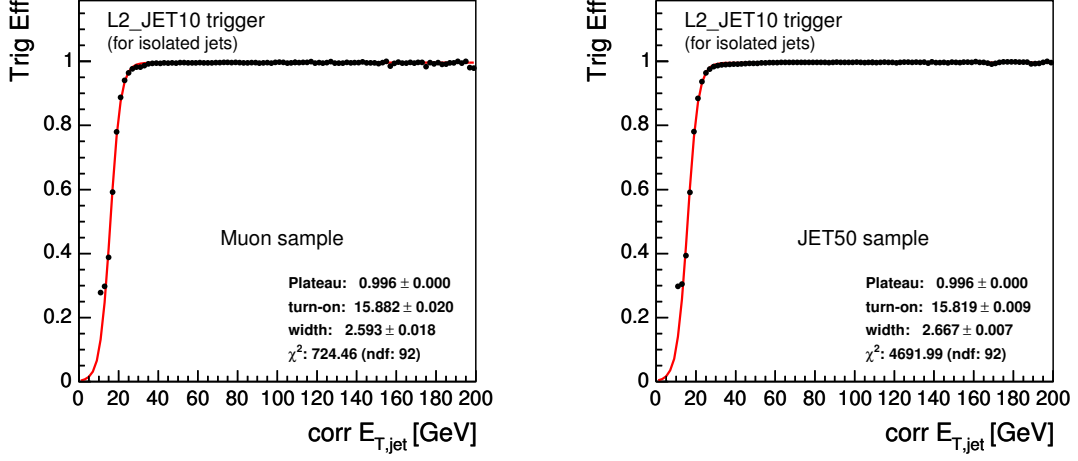 Trig Eff
L2_JET10 trigger
(for isolated jets)
1
0.8
0.6
0.4
0.2
0
Muon sample
Plateau: 0.996 ± 0.000
turn-on: 15.882 ± 0.020
width: 2.593 ± 0.018
χ²: 724.46 (ndf: 92)
0 20 40 60 80 100 120 140 160 180 200
corr E_T,jet [GeV]
Trig Eff
L2_JET10 trigger
(for isolated jets)
1
0.8
0.6
0.4
0.2
0
JET50 sample
Plateau: 0.996 ± 0.000
turn-on: 15.819 ± 0.009
width: 2.667 ± 0.007
χ²: 4691.99 (ndf: 92)
0 20 40 60 80 100 120 140 160 180 200
corr E_T,jet [GeV]